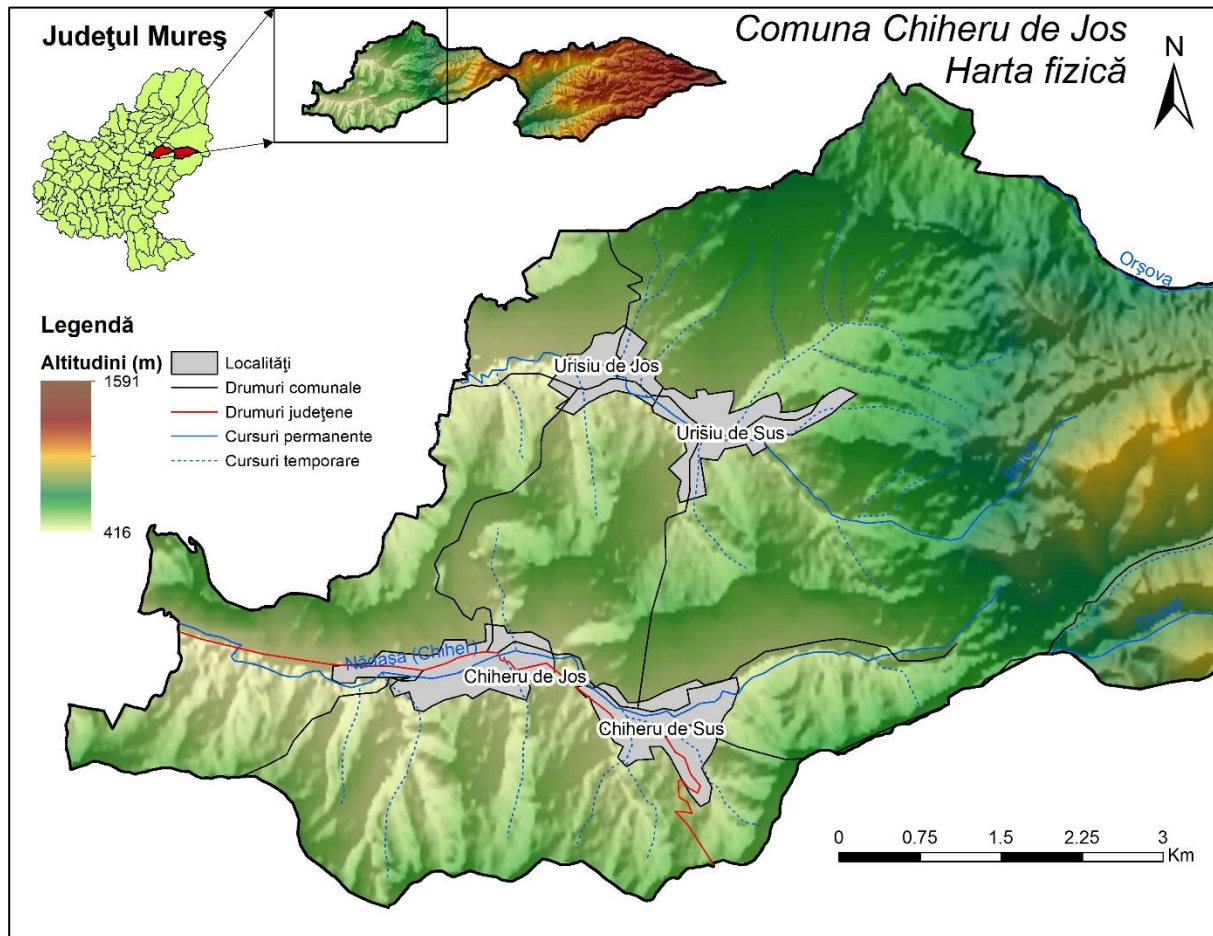 Judeţul Mureş
Comuna Chiheru de Jos
Harta fizică
N
Orşova
Legendă
Altitudini (m)
1591
416
Localităţi
Drumuri comunale
Drumuri judeţene
Cursuri permanente
Cursuri temporare
Urisiu de Jos
Urisiu de Sus
Nădaşa (Chiher)
Chiheru de Jos
Chiheru de Sus
0 0.75 1.5 2.25 3
Km